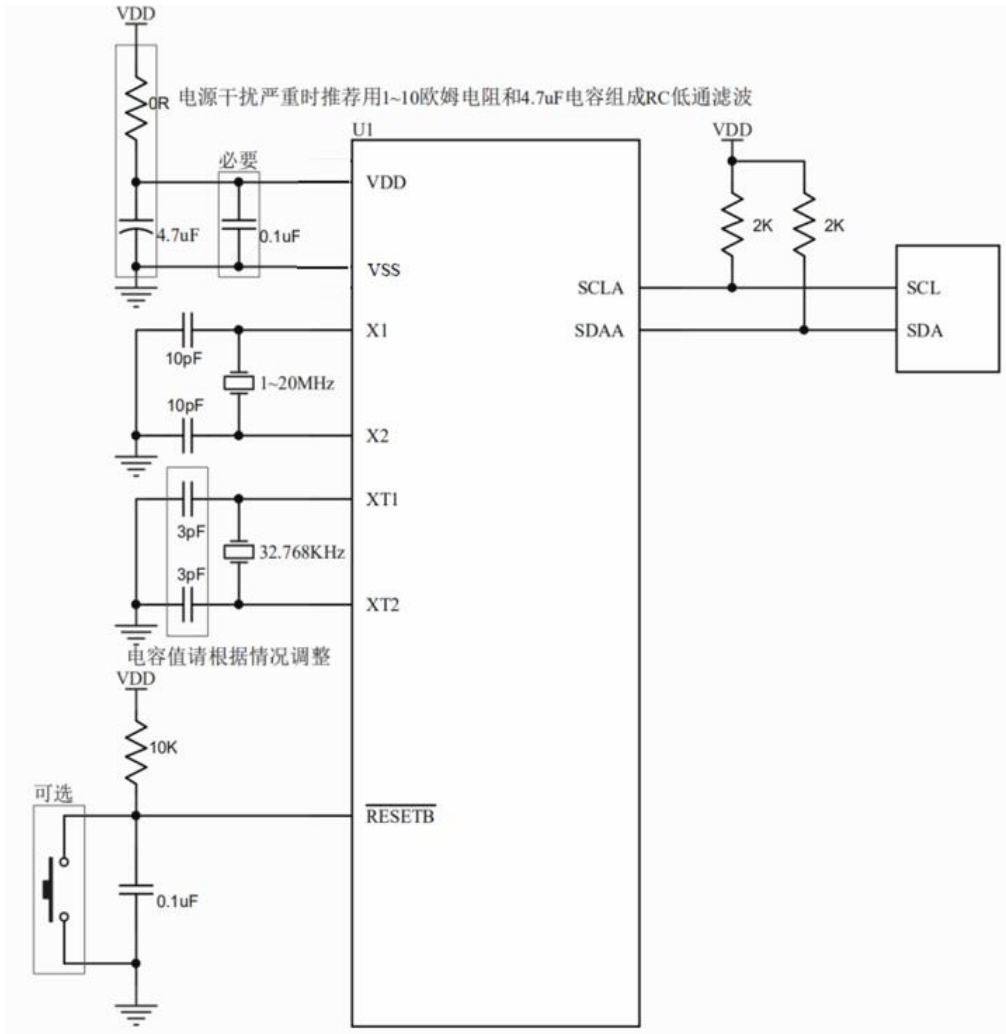 VDD
0R
电源干扰严重时推荐用1~10欧姆电阻和4.7uF电容组成RC低通滤波
U1
必要
VDD
4.7uF
0.1uF
VSS
VDD
2K
2K
SCLA
SCL
SDAA
SDA
X1
10pF
1~20MHz
10pF
X2
XT1
3pF
32.768KHz
3pF
XT2
电容值请根据情况调整
VDD
10K
可选
RESETB
0.1uF